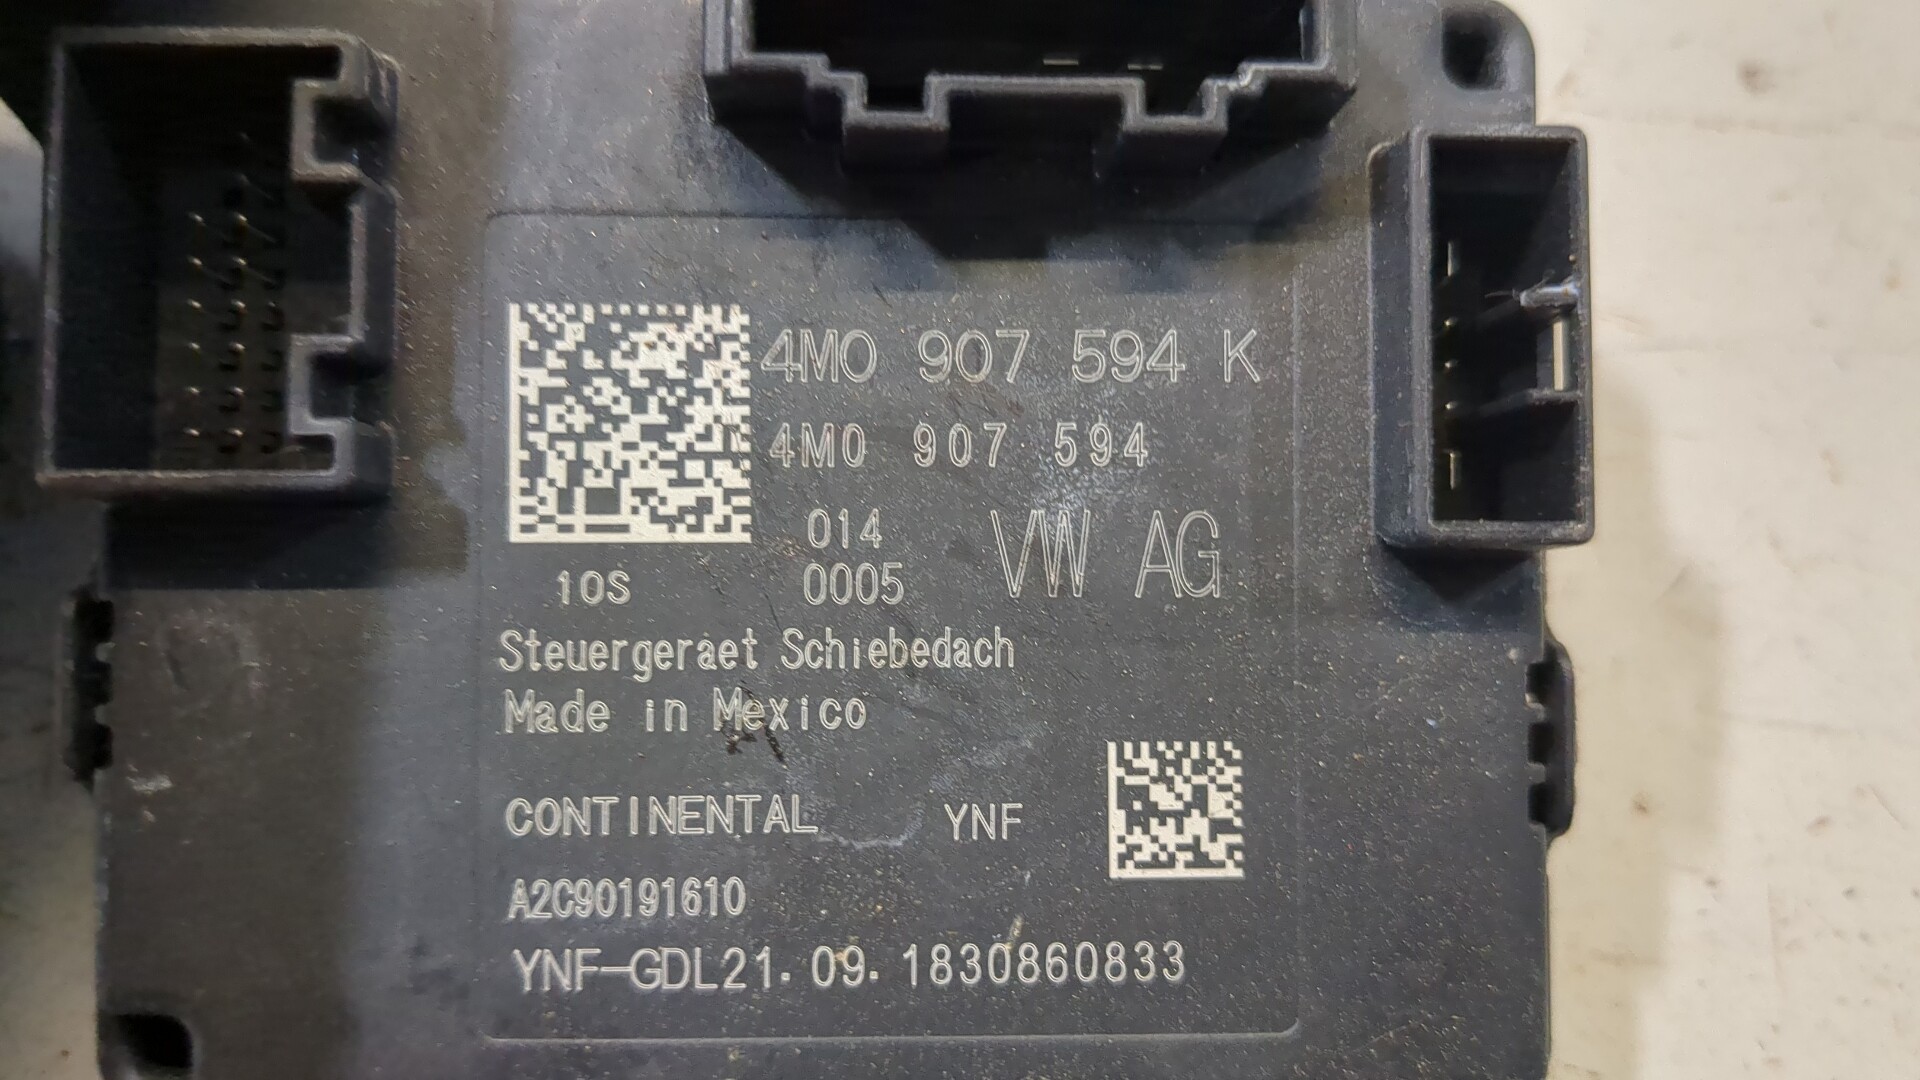 4M0 907 594 K
4M0 907 594
014
0005
VW AG
10S
Steuergeraet Schiebedach
Made in Mexico
CONTINENTAL YNF
A2C90191610
YNF-GDL21.09.1830860833